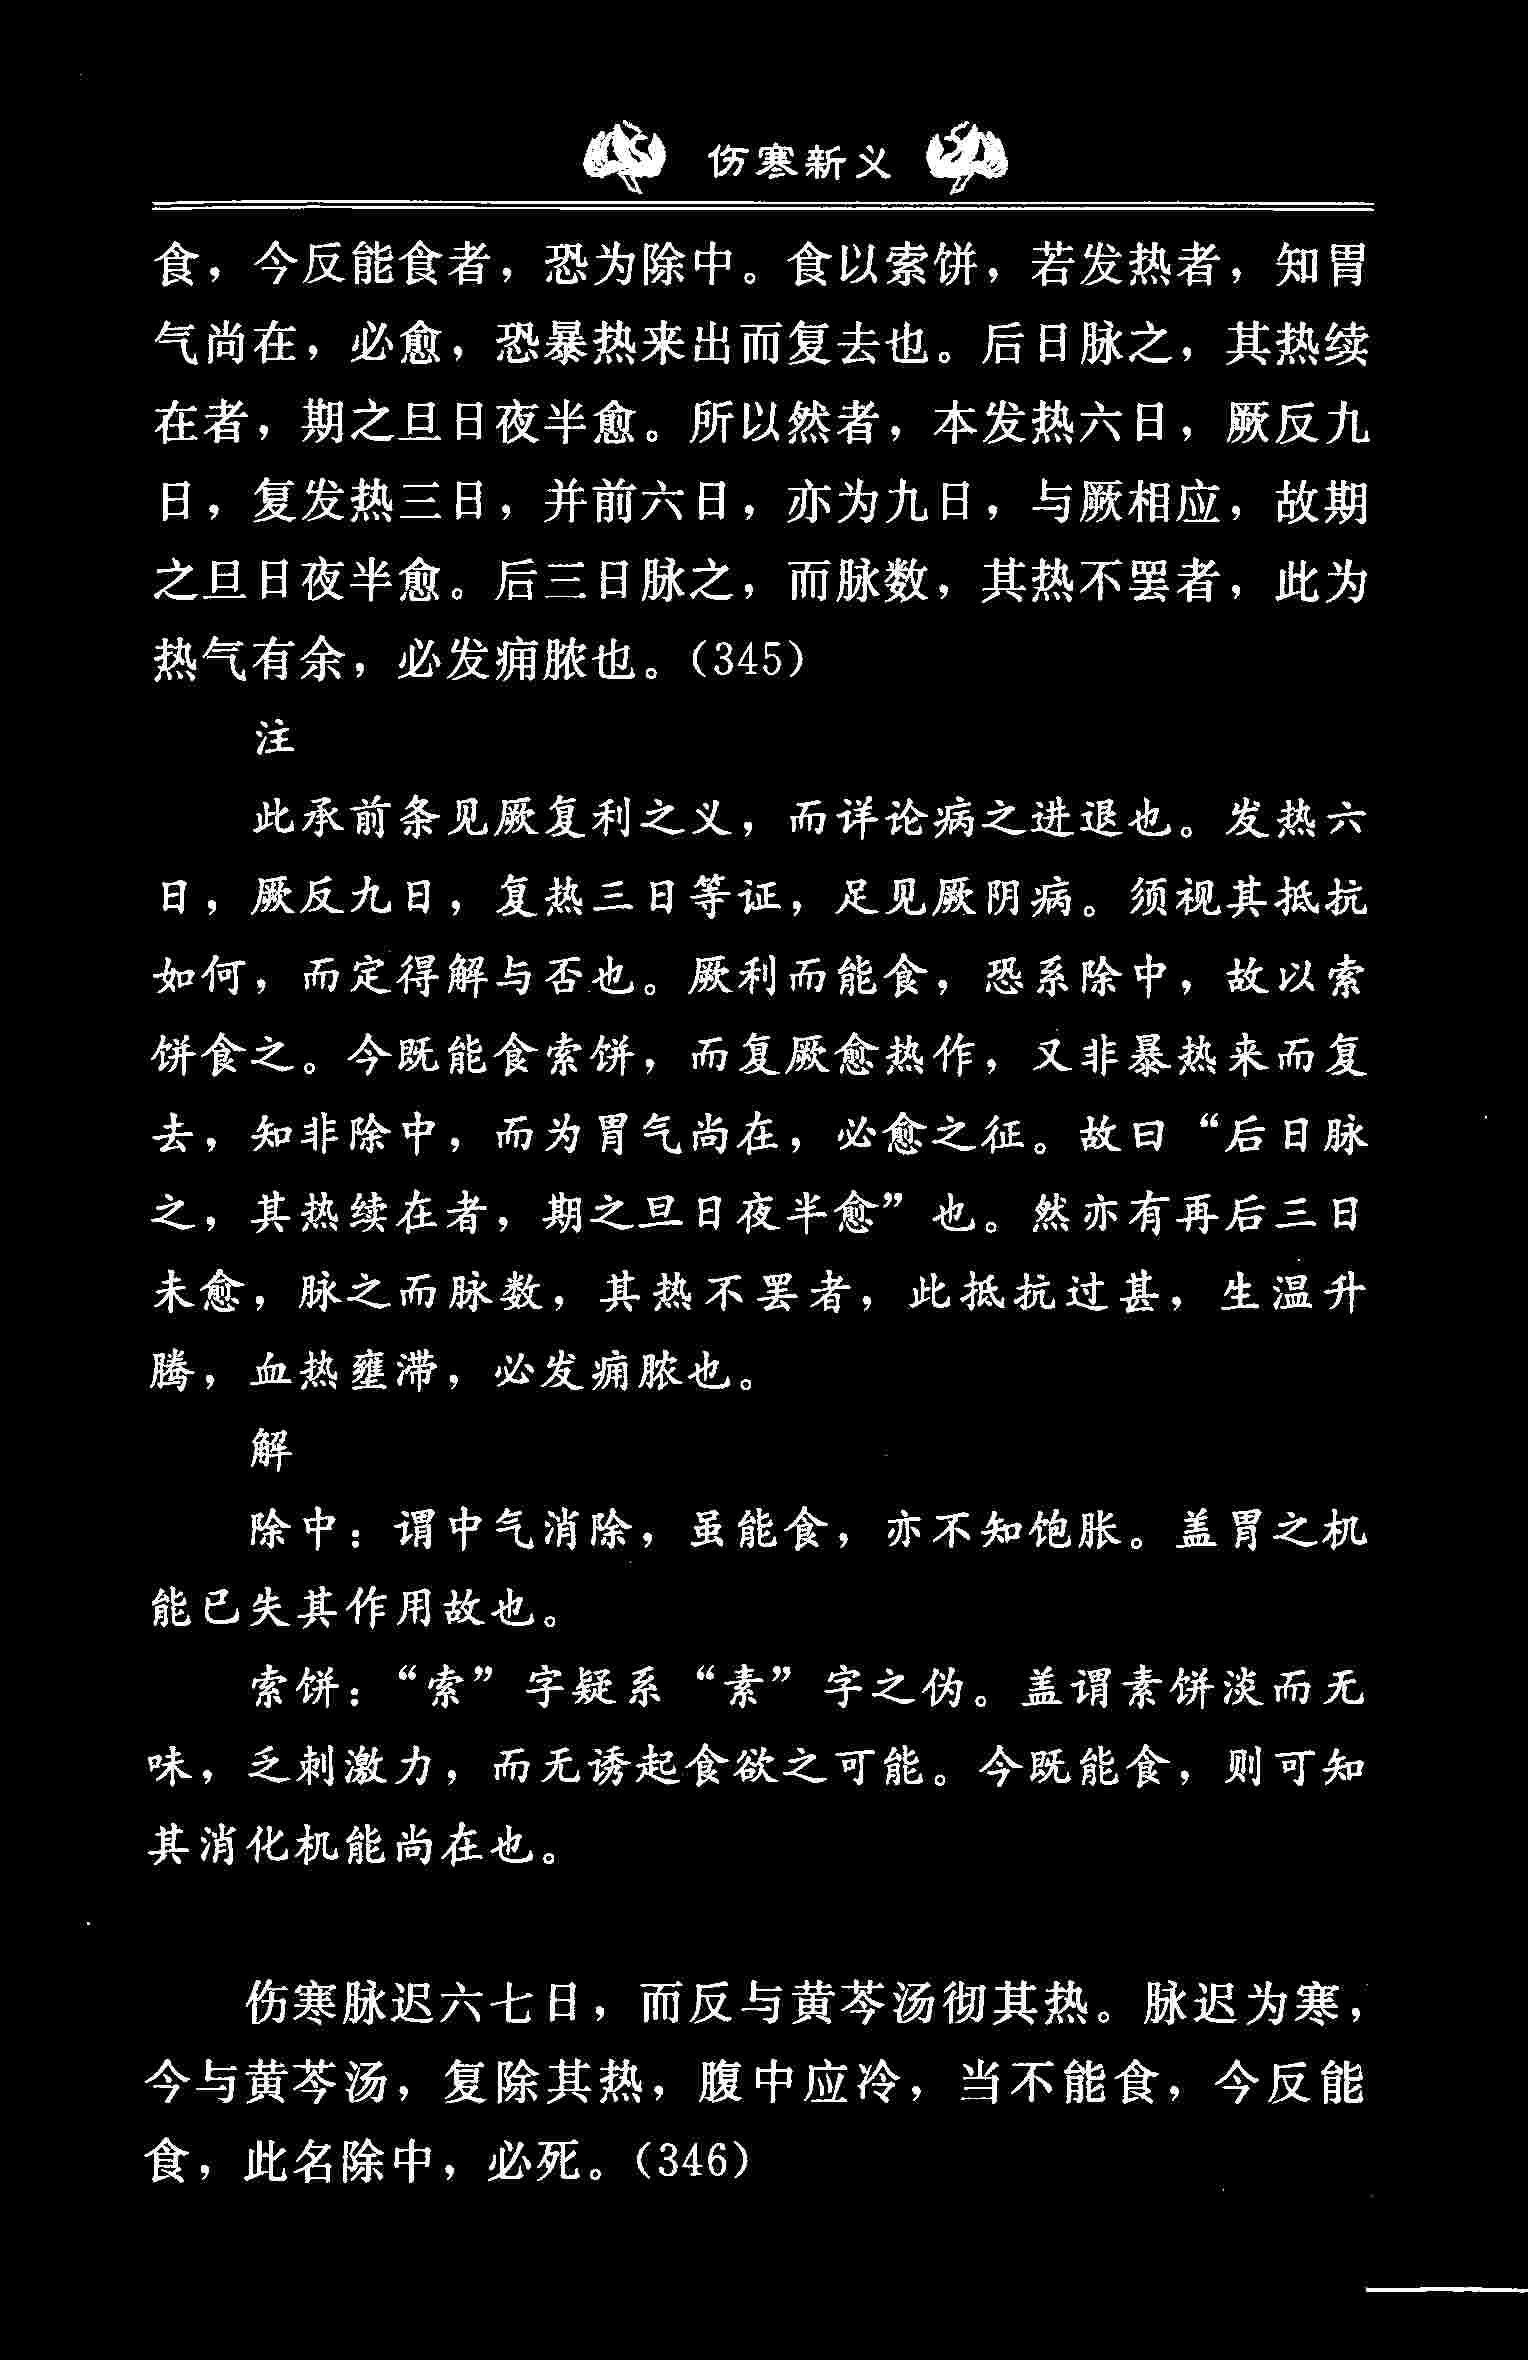 伤寒新义
食，今反能食者，恐为除中。食以索饼，若发热者，知胃
气尚在，必愈，恐暴热来出而复去也。后日脉之，其热续
在者，期之旦日夜半愈。所以然者，本发热六日，厥反九
日，复发热三日，并前六日，亦为九日，与厥相应，故期
之旦日夜半愈。后三日脉之，而脉数，其热不罢者，此为
热气有余，必发痈脓也。（345）
注
此承前条见厥复利之义，而详论病之进退也。发热六
日，厥反九日，复热三日等证，足见厥阴病。须视其抵抗
如何，而定得解与否也。厥利而能食，恐系除中，故以索
饼食之。今既能食索饼，而复厥愈热作，又非暴热来而复
去，知非除中，而为胃气尚在，必愈之征。故曰“后日脉
之，其热续在者，期之旦日夜半愈”也。然亦有再后三日
未愈，脉之而脉数，其热不罢者，此抵抗过甚，生温升
腾，血热壅滞，必发痈脓也。
解
除中：谓中气消除，虽能食，亦不知饱胀。盖胃之机
能已失其作用故也。
索饼：“索”字疑系“素”字之伪。盖谓素饼淡而无
味，乏刺激力，而无诱起食欲之可能。今既能食，则可知
其消化机能尚在也。
伤寒脉迟六七日，而反与黄芩汤彻其热。脉迟为寒，
今与黄芩汤，复除其热，腹中应冷，当不能食，今反能
食，此名除中，必死。（346）